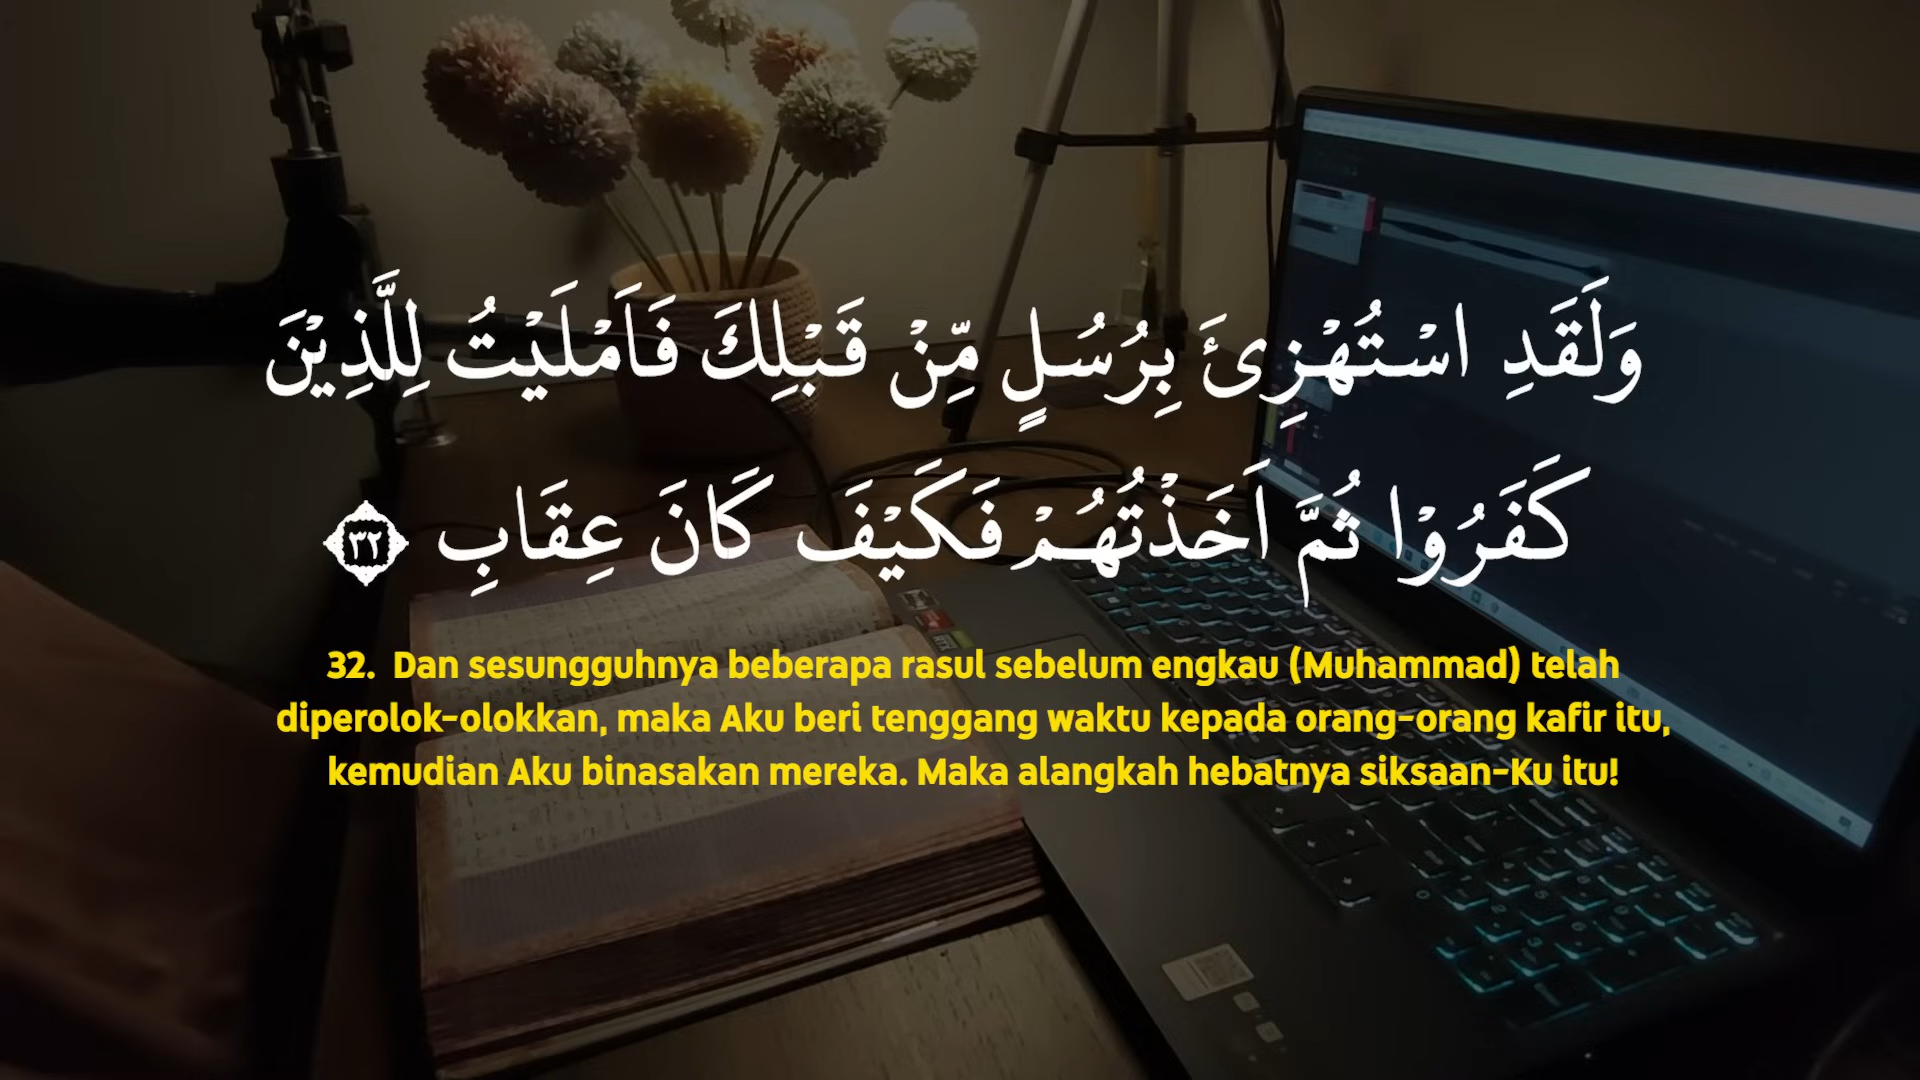 وَلَقَدِ اسْتُهْزِئَ بِرُسُلٍ مِّنْ قَبْلِكَ فَاَمْلَيْتُ لِلَّذِيْنَ
كَفَرُوْا ثُمَّ اَخَذْتُهُمْ فَكَيْفَ كَانَ عِقَابِ ٣٢
32. Dan sesungguhnya beberapa rasul sebelum engkau (Muhammad) telah
diperolok-olokkan, maka Aku beri tenggang waktu kepada orang-orang kafir itu,
kemudian Aku binasakan mereka. Maka alangkah hebatnya siksaan-Ku itu!